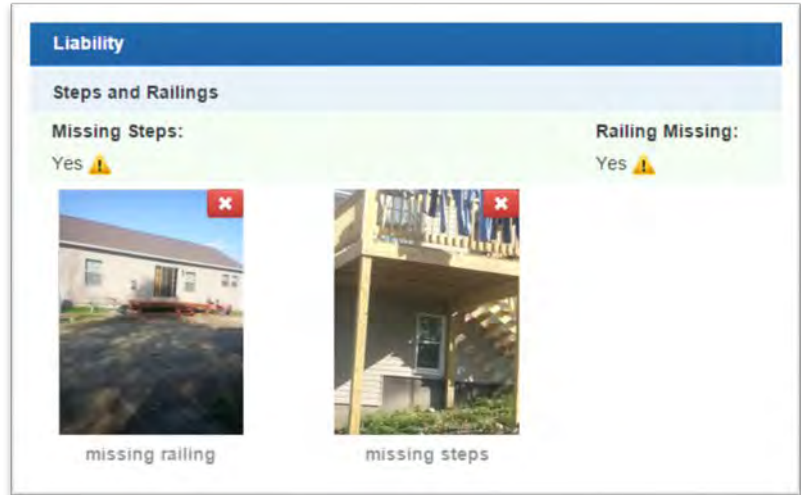 Liability
Steps and Railings
Missing Steps:
Yes
Railing Missing:
Yes
missing railing
missing steps